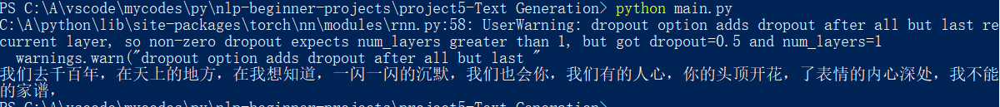 PS C:\A\vscode\mycodes\py\nlp-beginner-projects\project5-Text Generation> python main.py
C:\A\python\lib\site-packages\torch\nn\modules\rnn.py:58: UserWarning: dropout option adds dropout after all but last re
current layer, so non-zero dropout expects num_layers greater than 1, but got dropout=0.5 and num_layers=1
  warnings.warn("dropout option adds dropout after all but last "
我们去千百年，在天上的地方，在我想知道，一闪一闪的沉默，我们也会你，我们有的人心，你的头顶开花，了表情的内心深处，我不能
的家谱，
PS C:\A\vscode\mycodes\py\nlp-beginner-projects\project5-Text Generation>